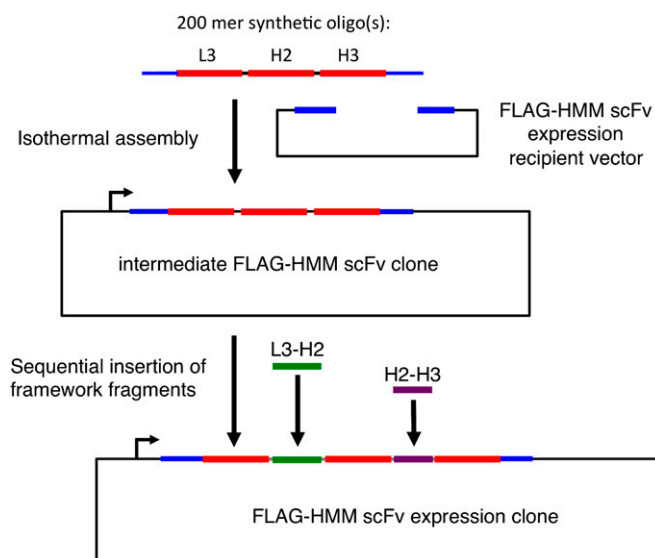 200 mer synthetic oligo(s):
L3 H2 H3
Isothermal assembly
FLAG-HMM scFv
expression
recipient vector
intermediate FLAG-HMM scFv clone
Sequential insertion of
framework fragments
L3-H2
H2-H3
FLAG-HMM scFv expression clone